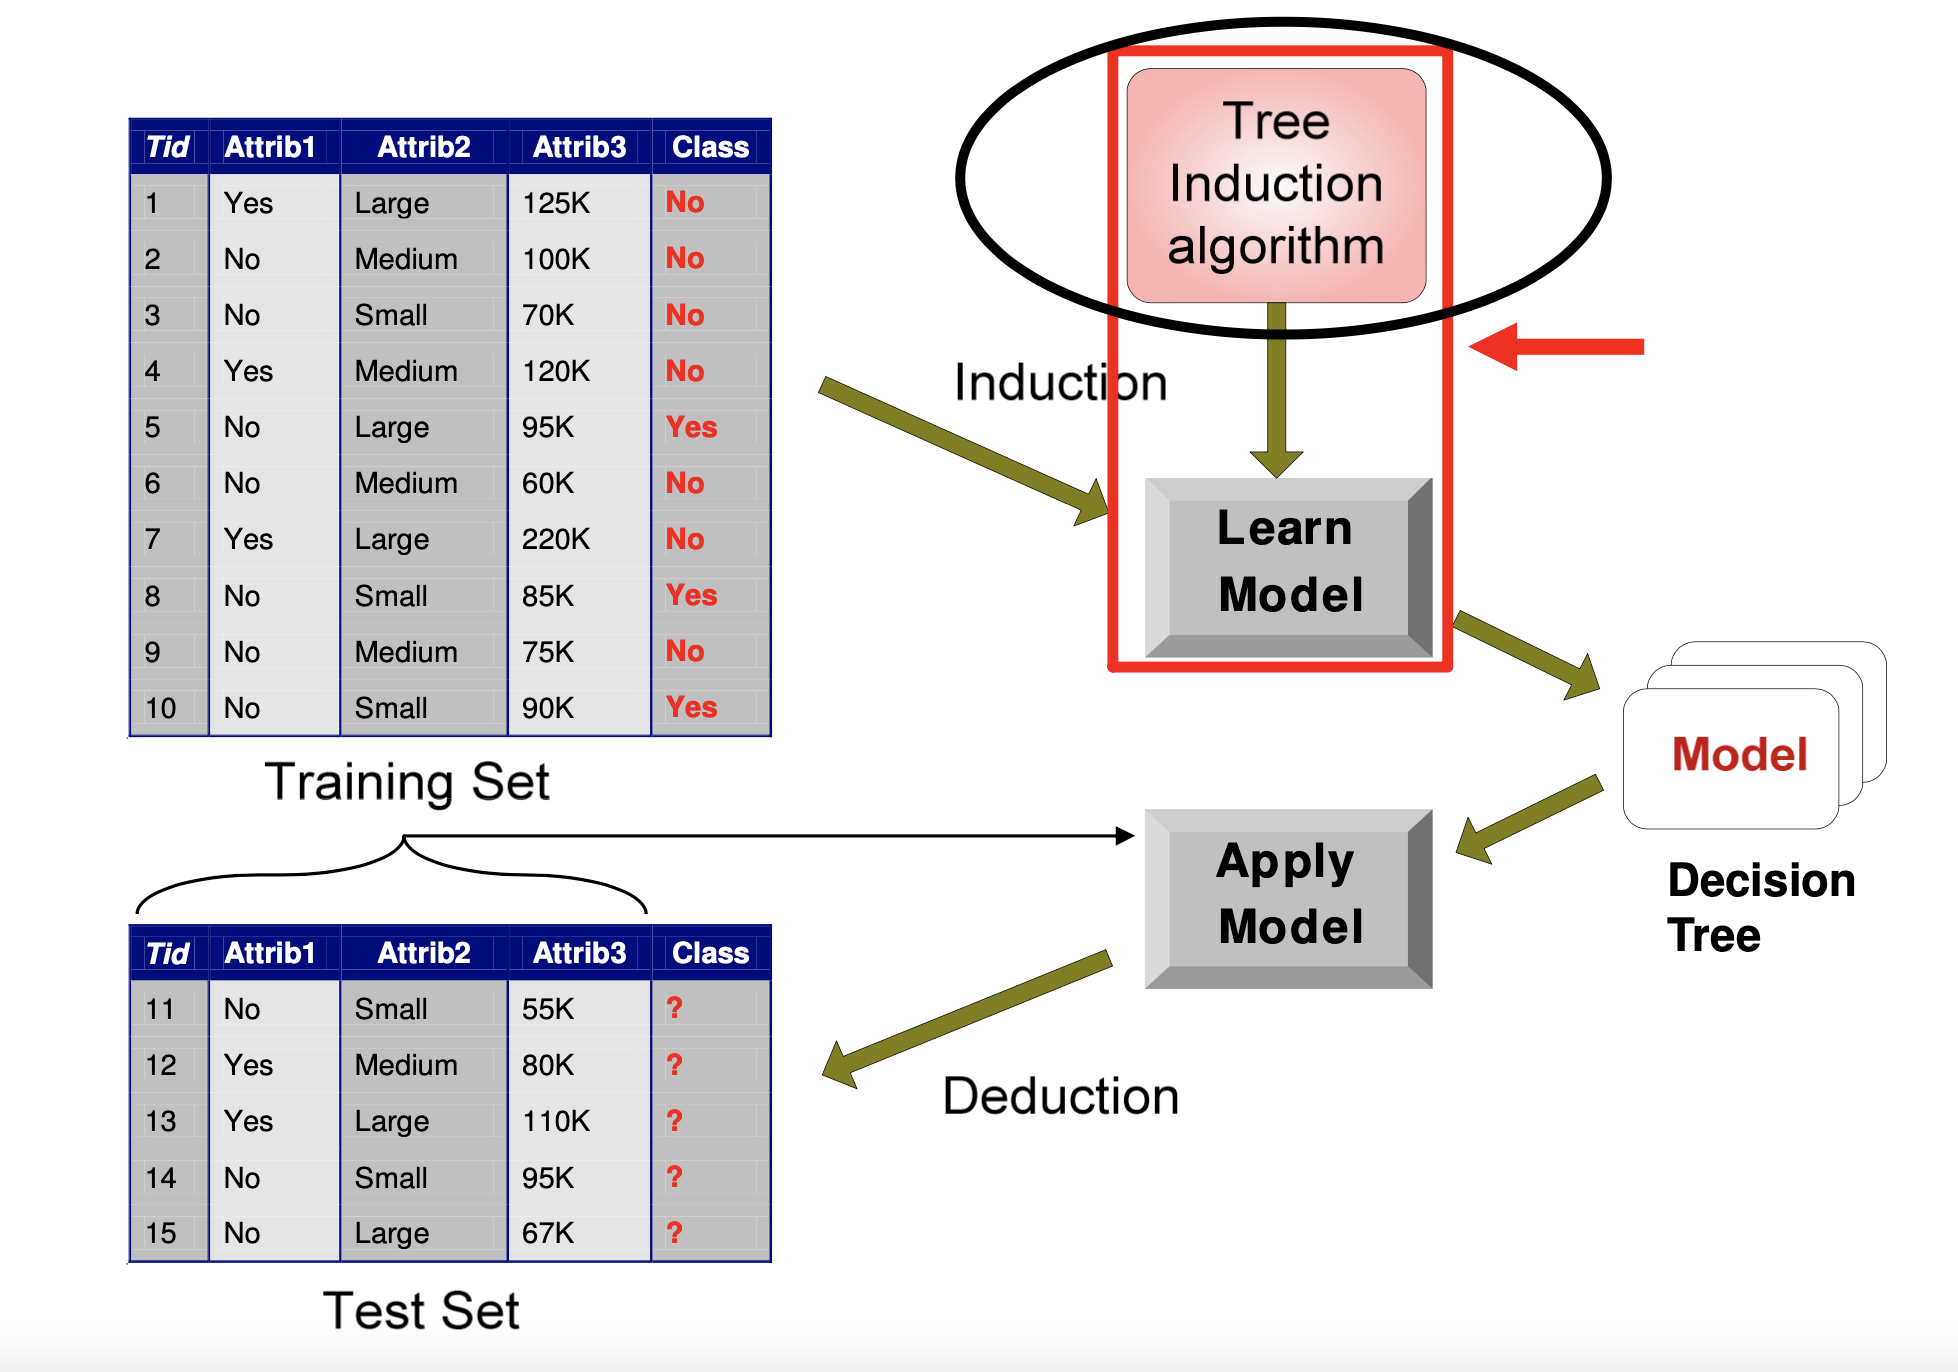 Tree
Induction
algorithm
Tid Attrib1 Attrib2 Attrib3 Class
1 Yes Large 125K No
2 No Medium 100K No
3 No Small 70K No
4 Yes Medium 120K No
5 No Large 95K Yes
6 No Medium 60K No
7 Yes Large 220K No
8 No Small 85K Yes
9 No Medium 75K No
10 No Small 90K Yes
Training Set
Induction
Learn
Model
Model
Decision
Tree
Apply
Model
Deduction
Tid Attrib1 Attrib2 Attrib3 Class
11 No Small 55K ?
12 Yes Medium 80K ?
13 Yes Large 110K ?
14 No Small 95K ?
15 No Large 67K ?
Test Set